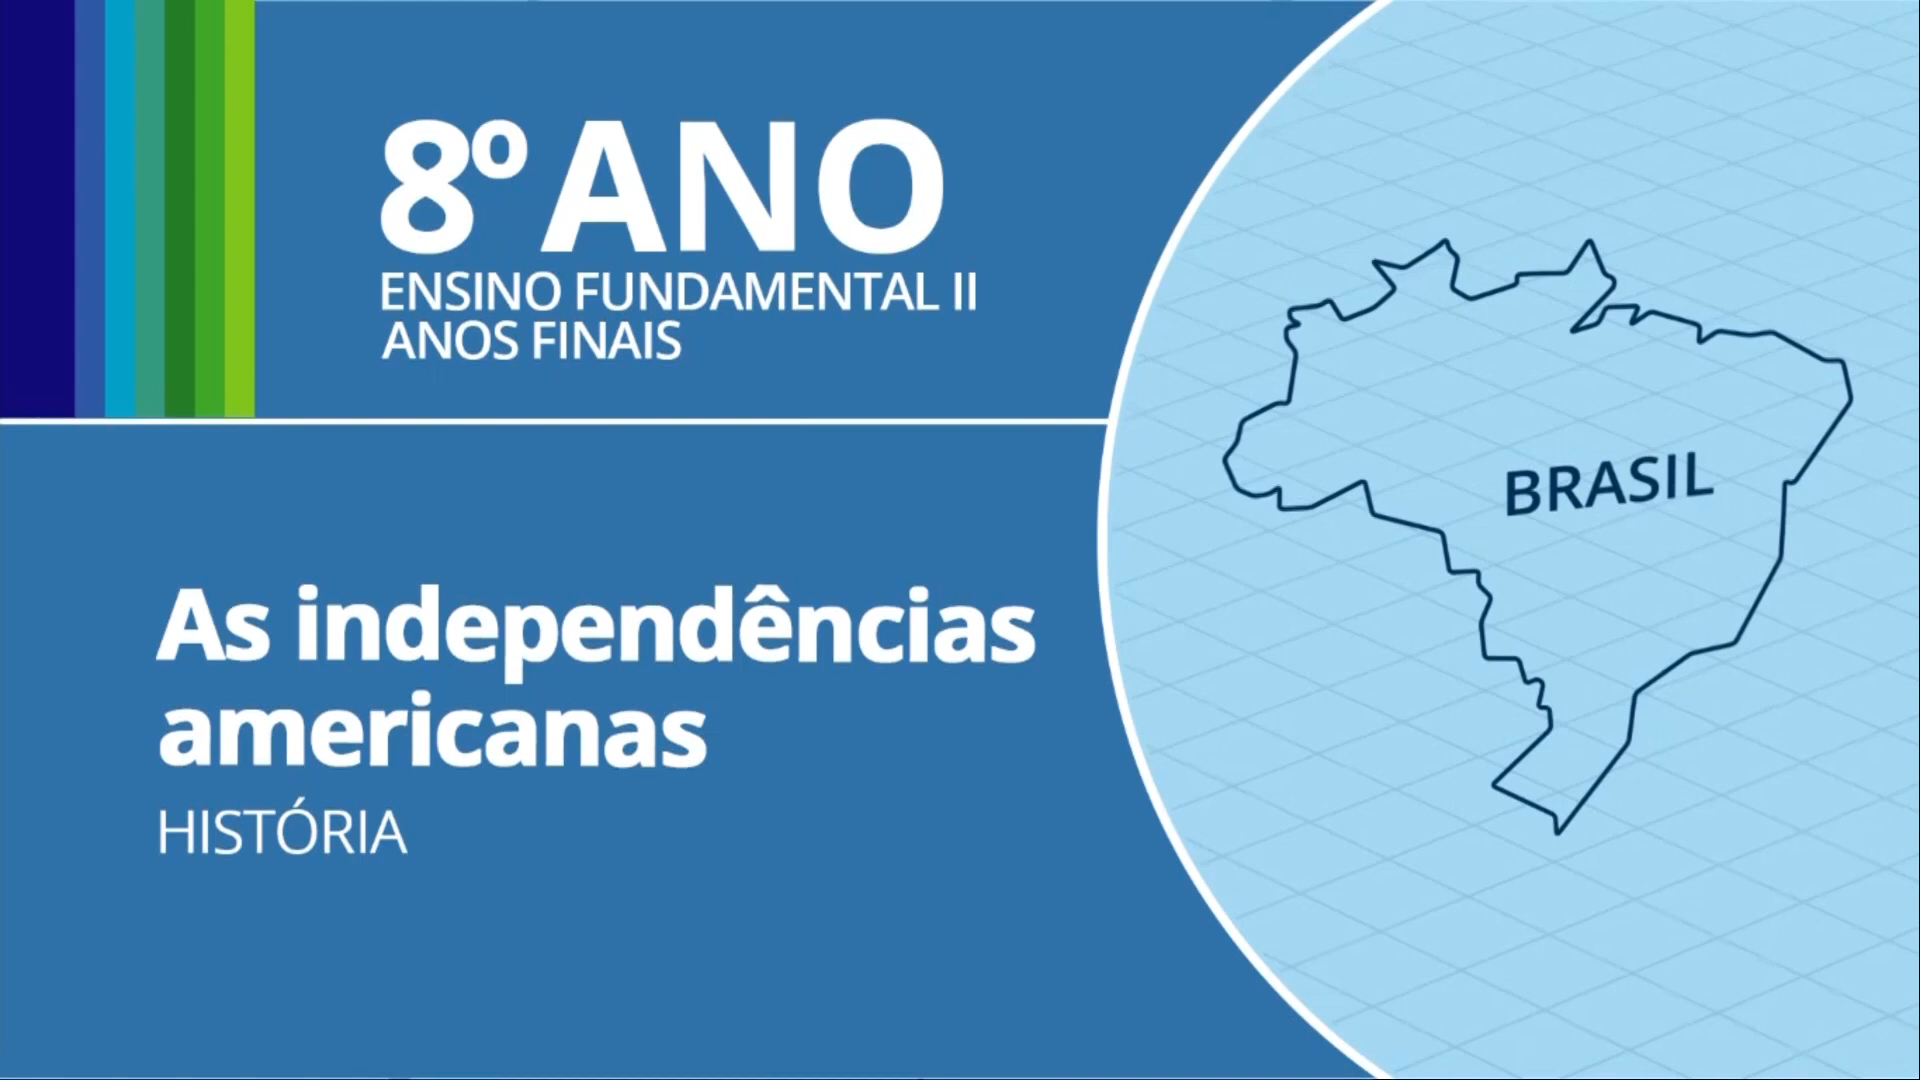 8º ANO
ENSINO FUNDAMENTAL II
ANOS FINAIS
As independências
americanas
HISTÓRIA
BRASIL